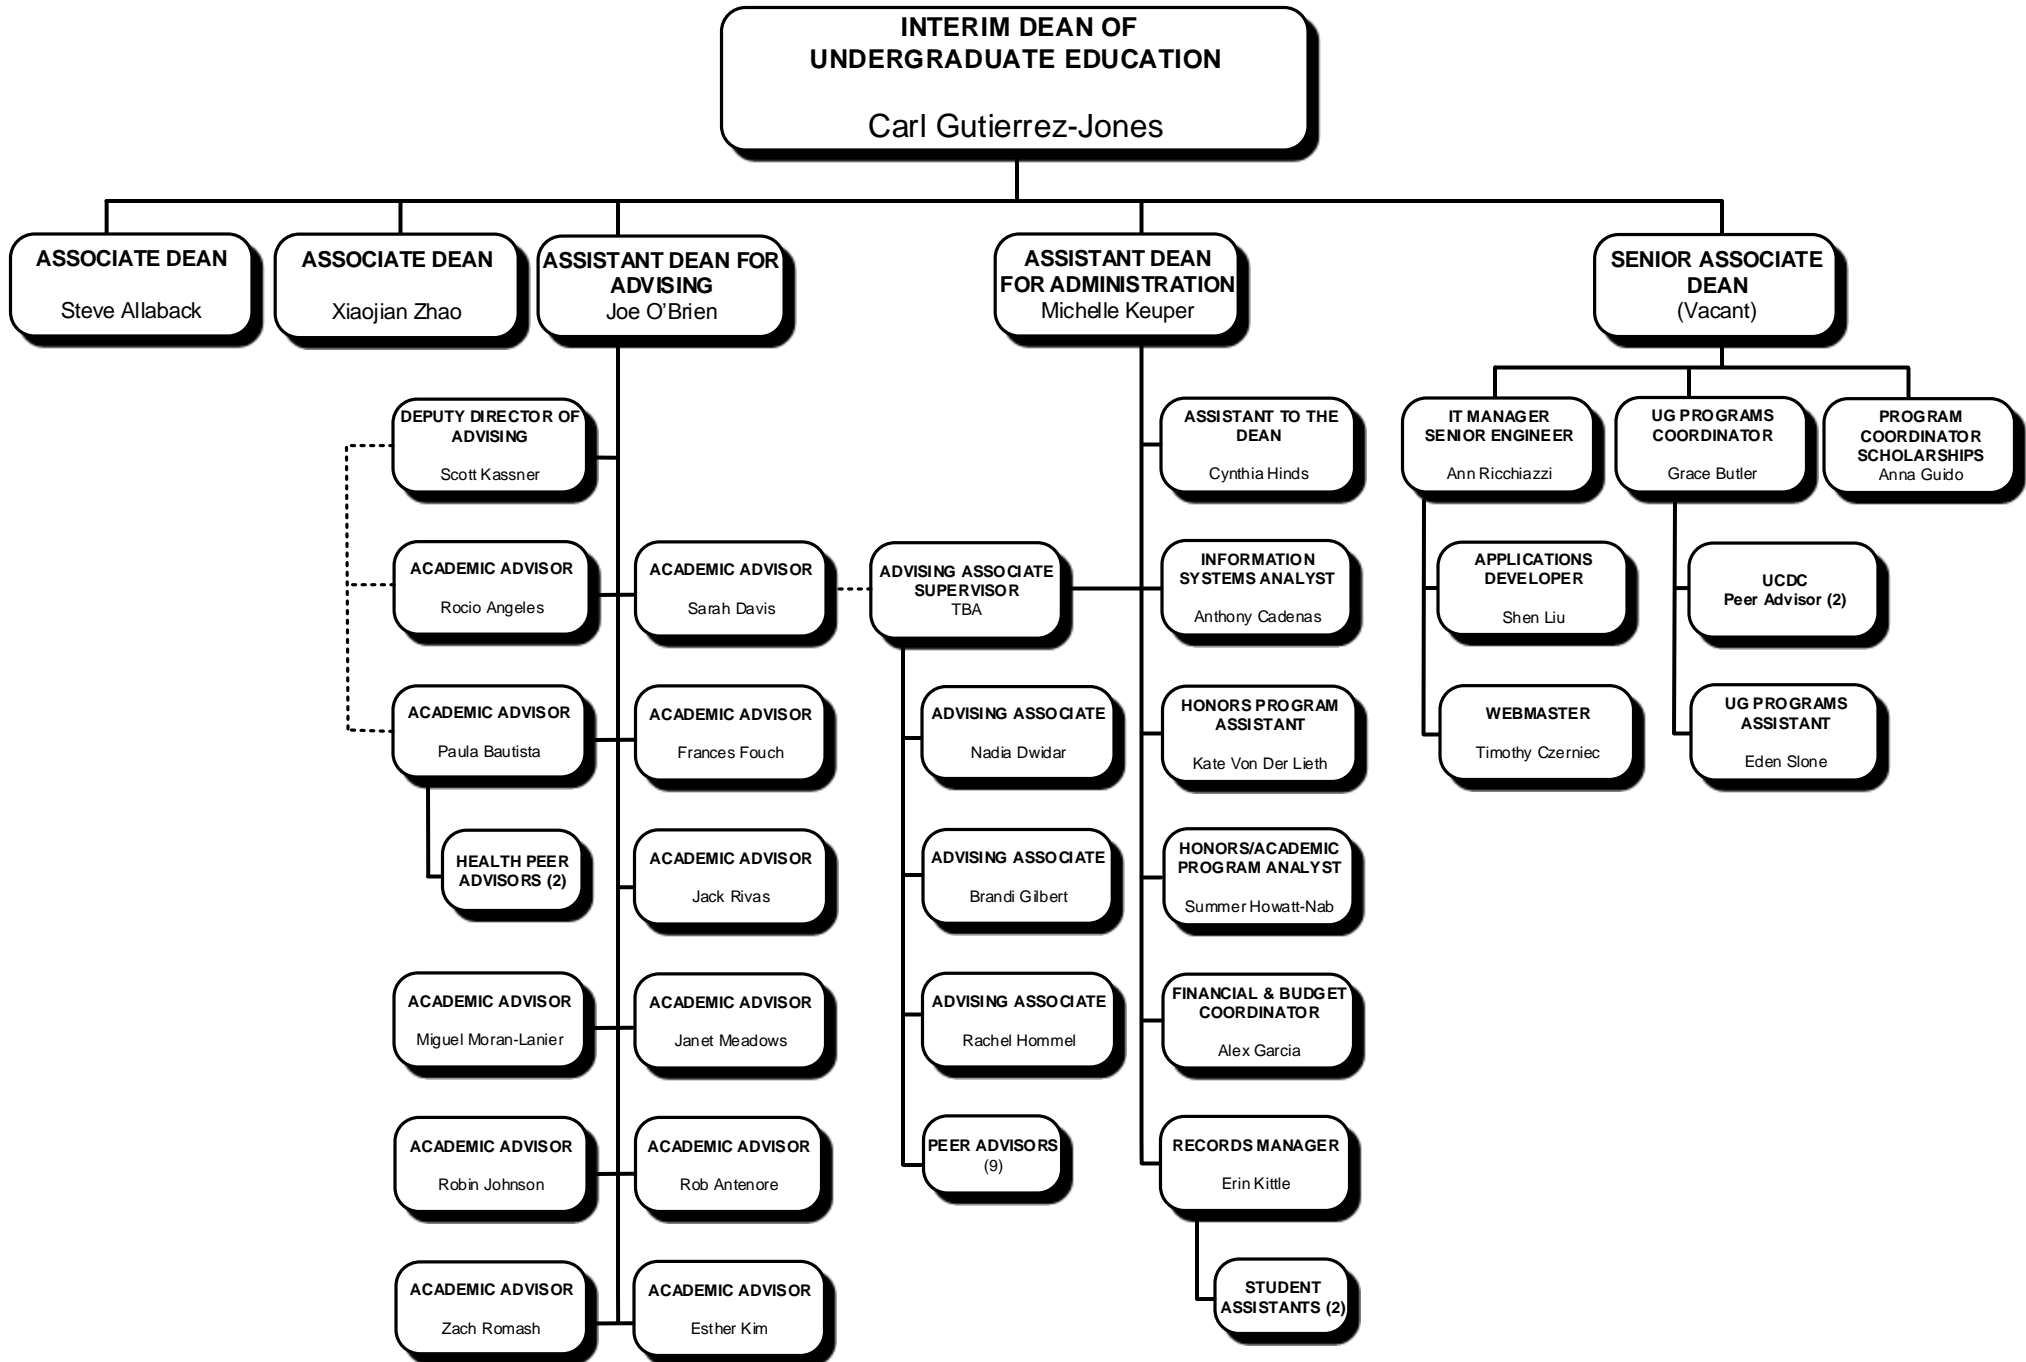 INTERIM DEAN OF
UNDERGRADUATE EDUCATION
Carl Gutierrez-Jones
ASSOCIATE DEAN
Steve Allaback
ASSOCIATE DEAN
Xiaojian Zhao
ASSISTANT DEAN FOR
ADVISING
Joe O'Brien
ASSISTANT DEAN
FOR ADMINISTRATION
Michelle Keuper
SENIOR ASSOCIATE
DEAN
(Vacant)
DEPUTY DIRECTOR OF
ADVISING
Scott Kassner
ACADEMIC ADVISOR
Rocio Angeles
ACADEMIC ADVISOR
Sarah Davis
ACADEMIC ADVISOR
Paula Bautista
ACADEMIC ADVISOR
Frances Fouch
HEALTH PEER
ADVISORS (2)
ACADEMIC ADVISOR
Jack Rivas
ACADEMIC ADVISOR
Miguel Moran-Lanier
ACADEMIC ADVISOR
Janet Meadows
ACADEMIC ADVISOR
Robin Johnson
ACADEMIC ADVISOR
Rob Antenore
ACADEMIC ADVISOR
Zach Romash
ACADEMIC ADVISOR
Esther Kim
ADVISING ASSOCIATE
SUPERVISOR
TBA
ADVISING ASSOCIATE
Nadia Dwidar
ADVISING ASSOCIATE
Brandi Gilbert
ADVISING ASSOCIATE
Rachel Hommel
PEER ADVISORS
(9)
ASSISTANT TO THE
DEAN
Cynthia Hinds
INFORMATION
SYSTEMS ANALYST
Anthony Cadenas
HONORS PROGRAM
ASSISTANT
Kate Von Der Lieth
HONORS/ACADEMIC
PROGRAM ANALYST
Summer Howatt-Nab
FINANCIAL & BUDGET
COORDINATOR
Alex Garcia
RECORDS MANAGER
Erin Kittle
STUDENT
ASSISTANTS (2)
IT MANAGER
SENIOR ENGINEER
Ann Ricchiazzi
APPLICATIONS
DEVELOPER
Shen Liu
WEBMASTER
Timothy Czerniec
UG PROGRAMS
COORDINATOR
Grace Butler
UCDC
Peer Advisor (2)
UG PROGRAMS
ASSISTANT
Eden Slone
PROGRAM
COORDINATOR
SCHOLARSHIPS
Anna Guido